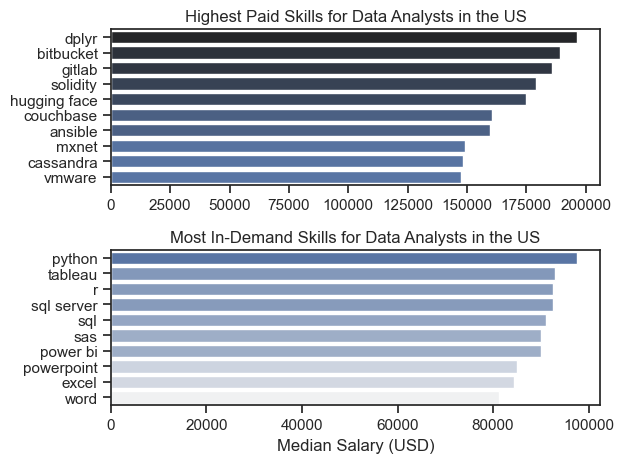 Highest Paid Skills for Data Analysts in the US
dplyr
bitbucket
gitlab
solidity
hugging face
couchbase
ansible
mxnet
cassandra
vmware
0 25000 50000 75000 100000 125000 150000 175000 200000
Most In-Demand Skills for Data Analysts in the US
python
tableau
r
sql server
sql
sas
power bi
powerpoint
excel
word
0 20000 40000 60000 80000 100000
Median Salary (USD)